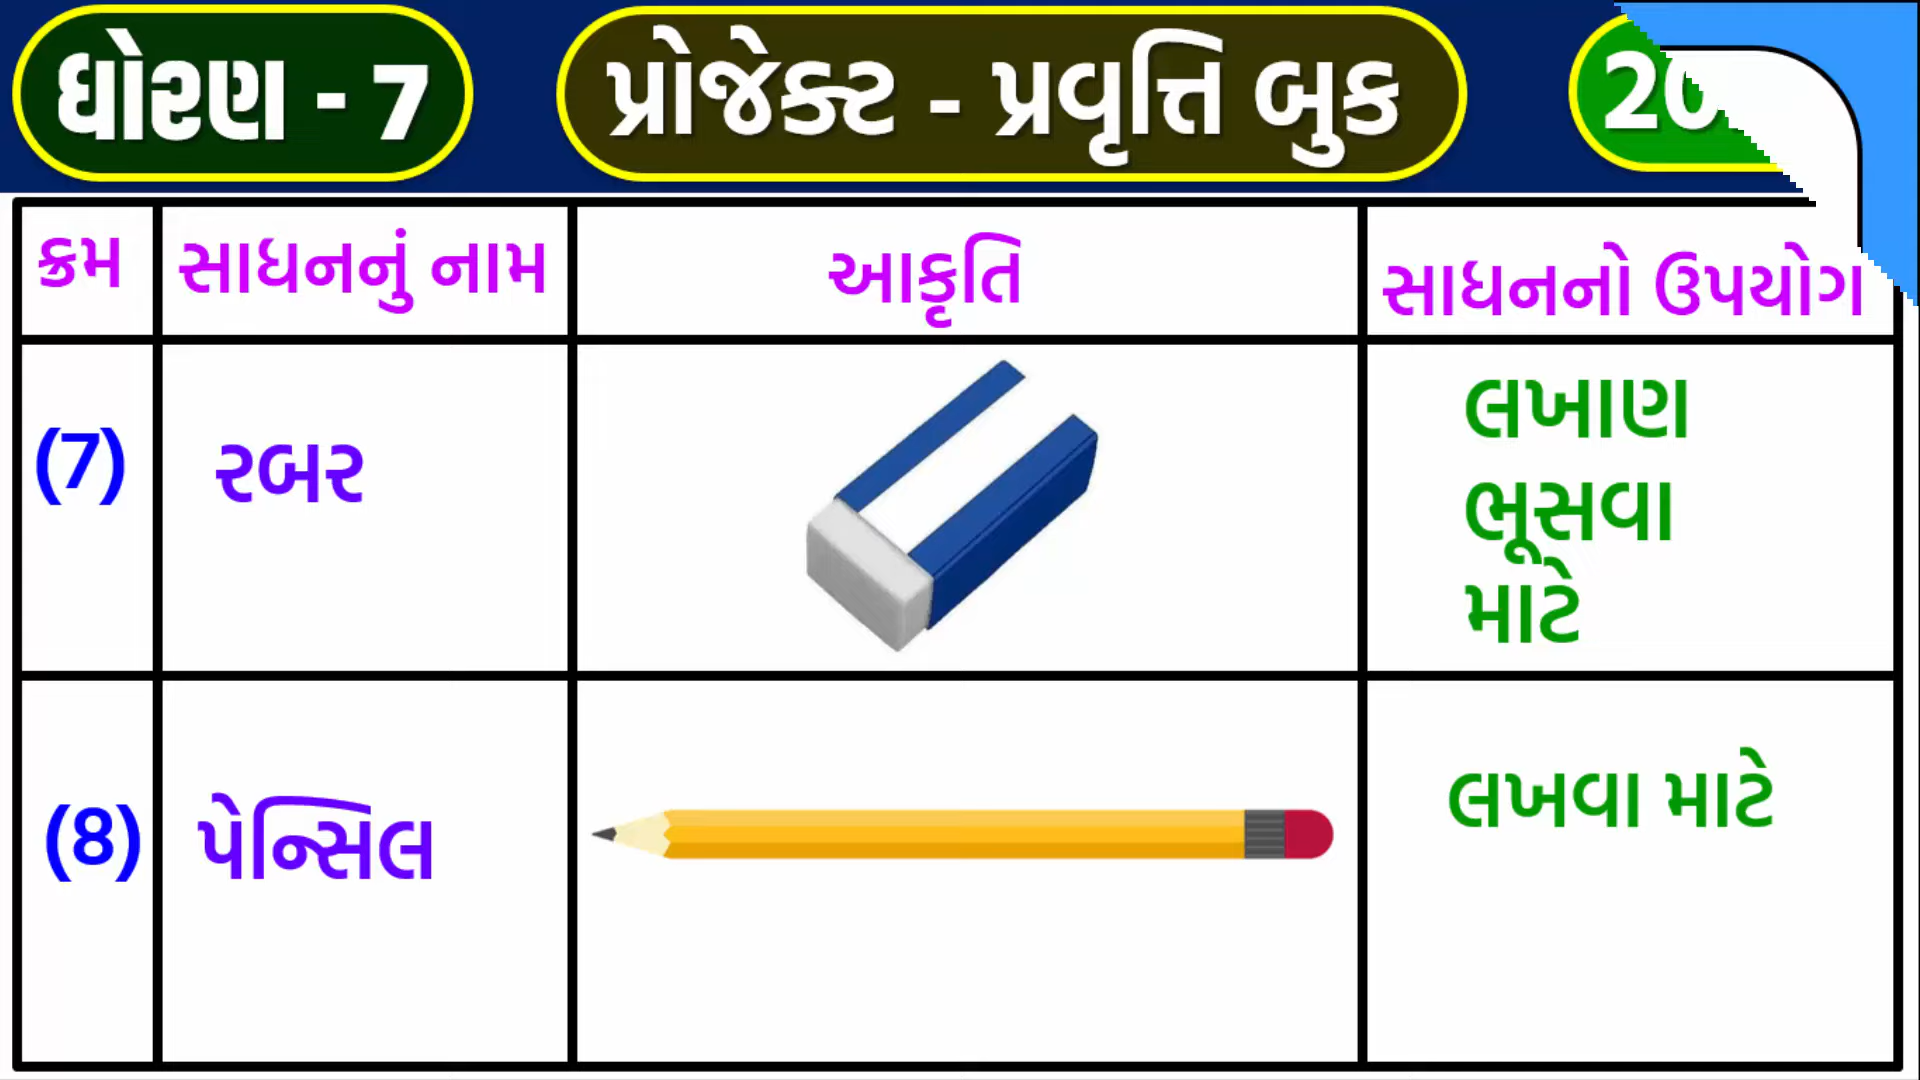 ધોરણ - 7
પ્રોજેક્ટ - પ્રવૃત્તિ બુક
ક્રમ
સાધનનું નામ
આકૃતિ
સાધનનો ઉપયોગ
(7)
રબર
લખાણ
ભૂસવા
માટે
(8)
પેન્સિલ
લખવા માટે